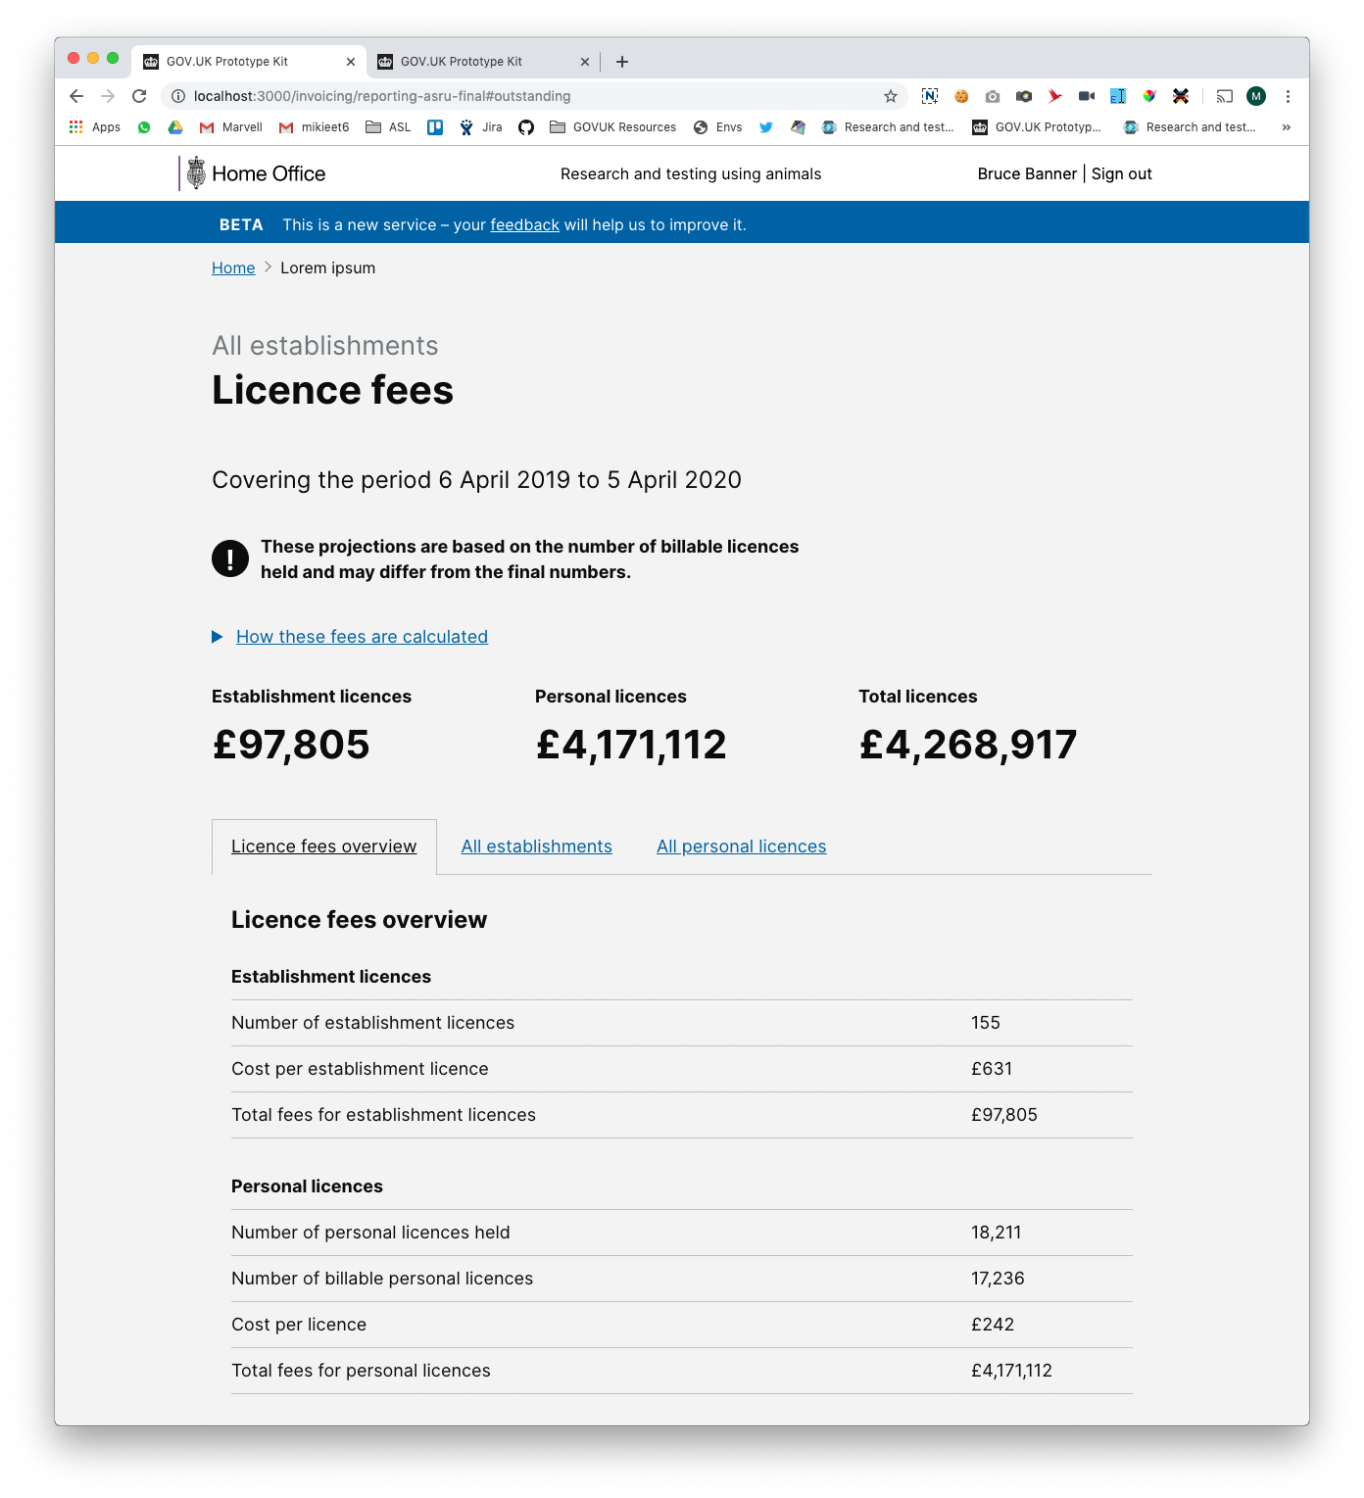 GOV.UK Prototype Kit
GOV.UK Prototype Kit
localhost:3000/invoicing/reporting-asru-final#outstanding
M
Apps
Marvell
mikieet6
ASL
Jira
GOVUK Resources
Envs
Research and test...
GOV.UK Prototyp...
Research and test...
»
Home Office
Research and testing using animals
Bruce Banner | Sign out
BETA This is a new service – your feedback will help us to improve it.
Home > Lorem ipsum
All establishments
Licence fees
Covering the period 6 April 2019 to 5 April 2020
! These projections are based on the number of billable licences
held and may differ from the final numbers.
How these fees are calculated
Establishment licences Personal licences Total licences
£97,805 £4,171,112 £4,268,917
Licence fees overview All establishments All personal licences
Licence fees overview
Establishment licences
Number of establishment licences 155
Cost per establishment licence £631
Total fees for establishment licences £97,805
Personal licences
Number of personal licences held 18,211
Number of billable personal licences 17,236
Cost per licence £242
Total fees for personal licences £4,171,112